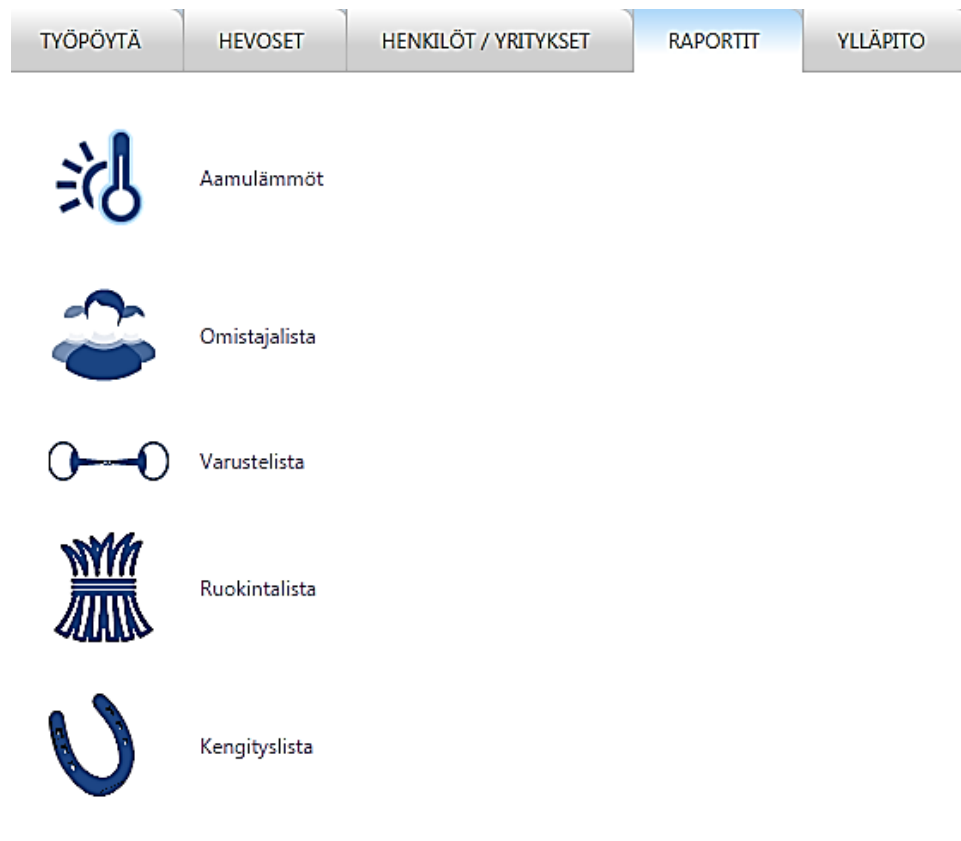 TYÖPÖYTÄ HEVOSET HENKILÖT / YRITYKSET RAPORTIT YLLÄPITO
Aamulämmöt
Omistajalista
Varustelista
Ruokintalista
Kengityslista